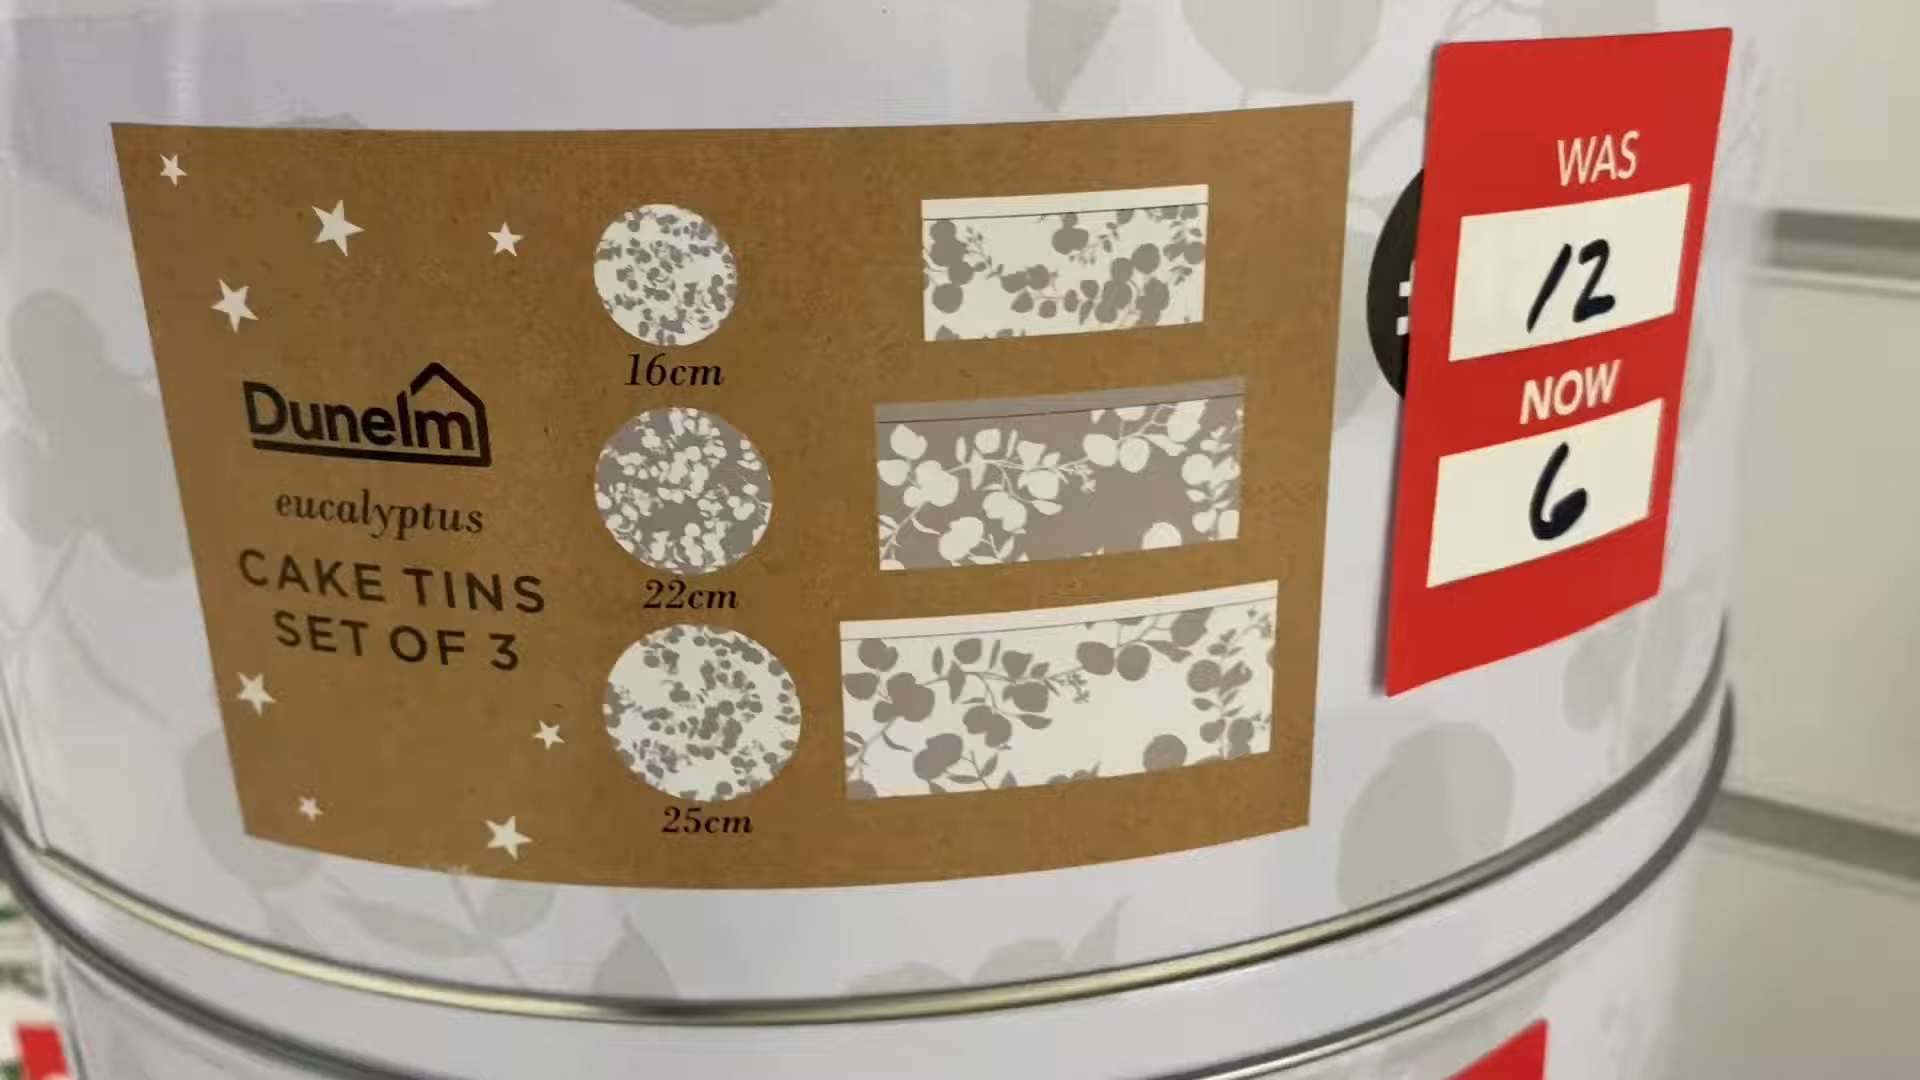 Dunelm
eucalyptus
CAKE TINS
SET OF 3
16cm
22cm
25cm
WAS
12
NOW
6